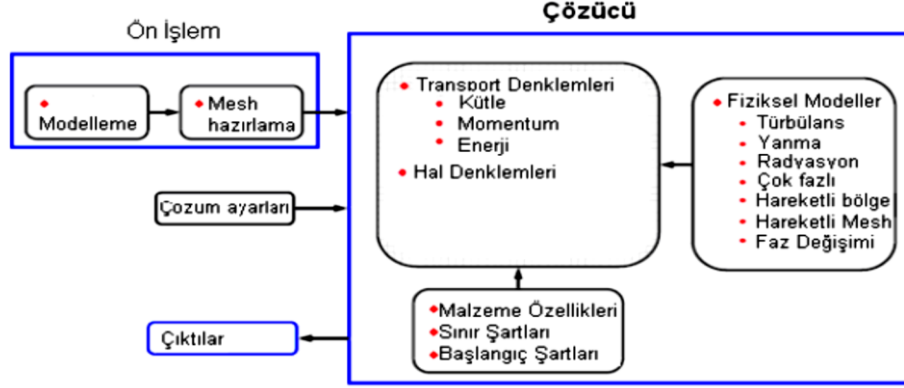 Çözücü
Ön İşlem
Modelleme
Mesh
hazırlama
Transport Denklemleri
Kütle
Momentum
Enerji
Hal Denklemleri
Fiziksel Modeller
Türbülans
Yanma
Radyasyon
Çok fazlı
Hareketli bölge
Hareketli Mesh
Faz Değişimi
Çozum ayarları
Malzeme Özellikleri
Sınır Şartları
Başlangıç Şartları
Çıktılar